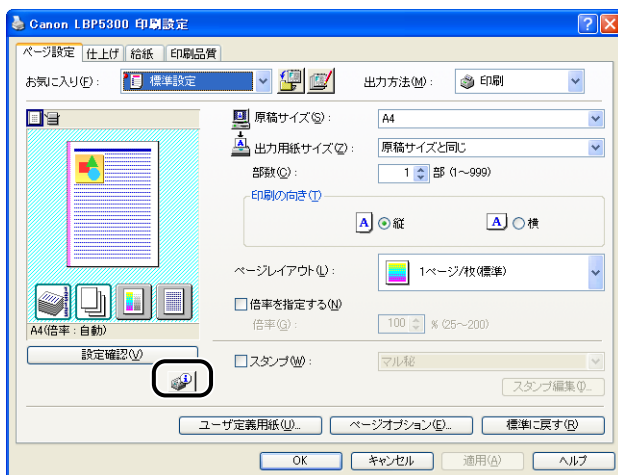 Canon LBP5300 印刷設定
ページ設定 仕上げ 給紙 印刷品質
お気に入り(F): 標準設定 出力方法(M): 印刷
原稿サイズ(S): A4
出力用紙サイズ(Z): 原稿サイズと同じ
部数(C): 1 部 (1～999)
印刷の向き(T)
A 縦 A 横
ページレイアウト(L): 1ページ/枚(標準)
倍率を指定する(N)
倍率(G): 100 % (25～200)
A4(倍率:自動)
設定確認(V)
スタンプ(W): マル秘
スタンプ編集(I)...
ユーザ定義用紙(U)... ページオプション(E)... 標準に戻す(R)
OK キャンセル 適用(A) ヘルプ